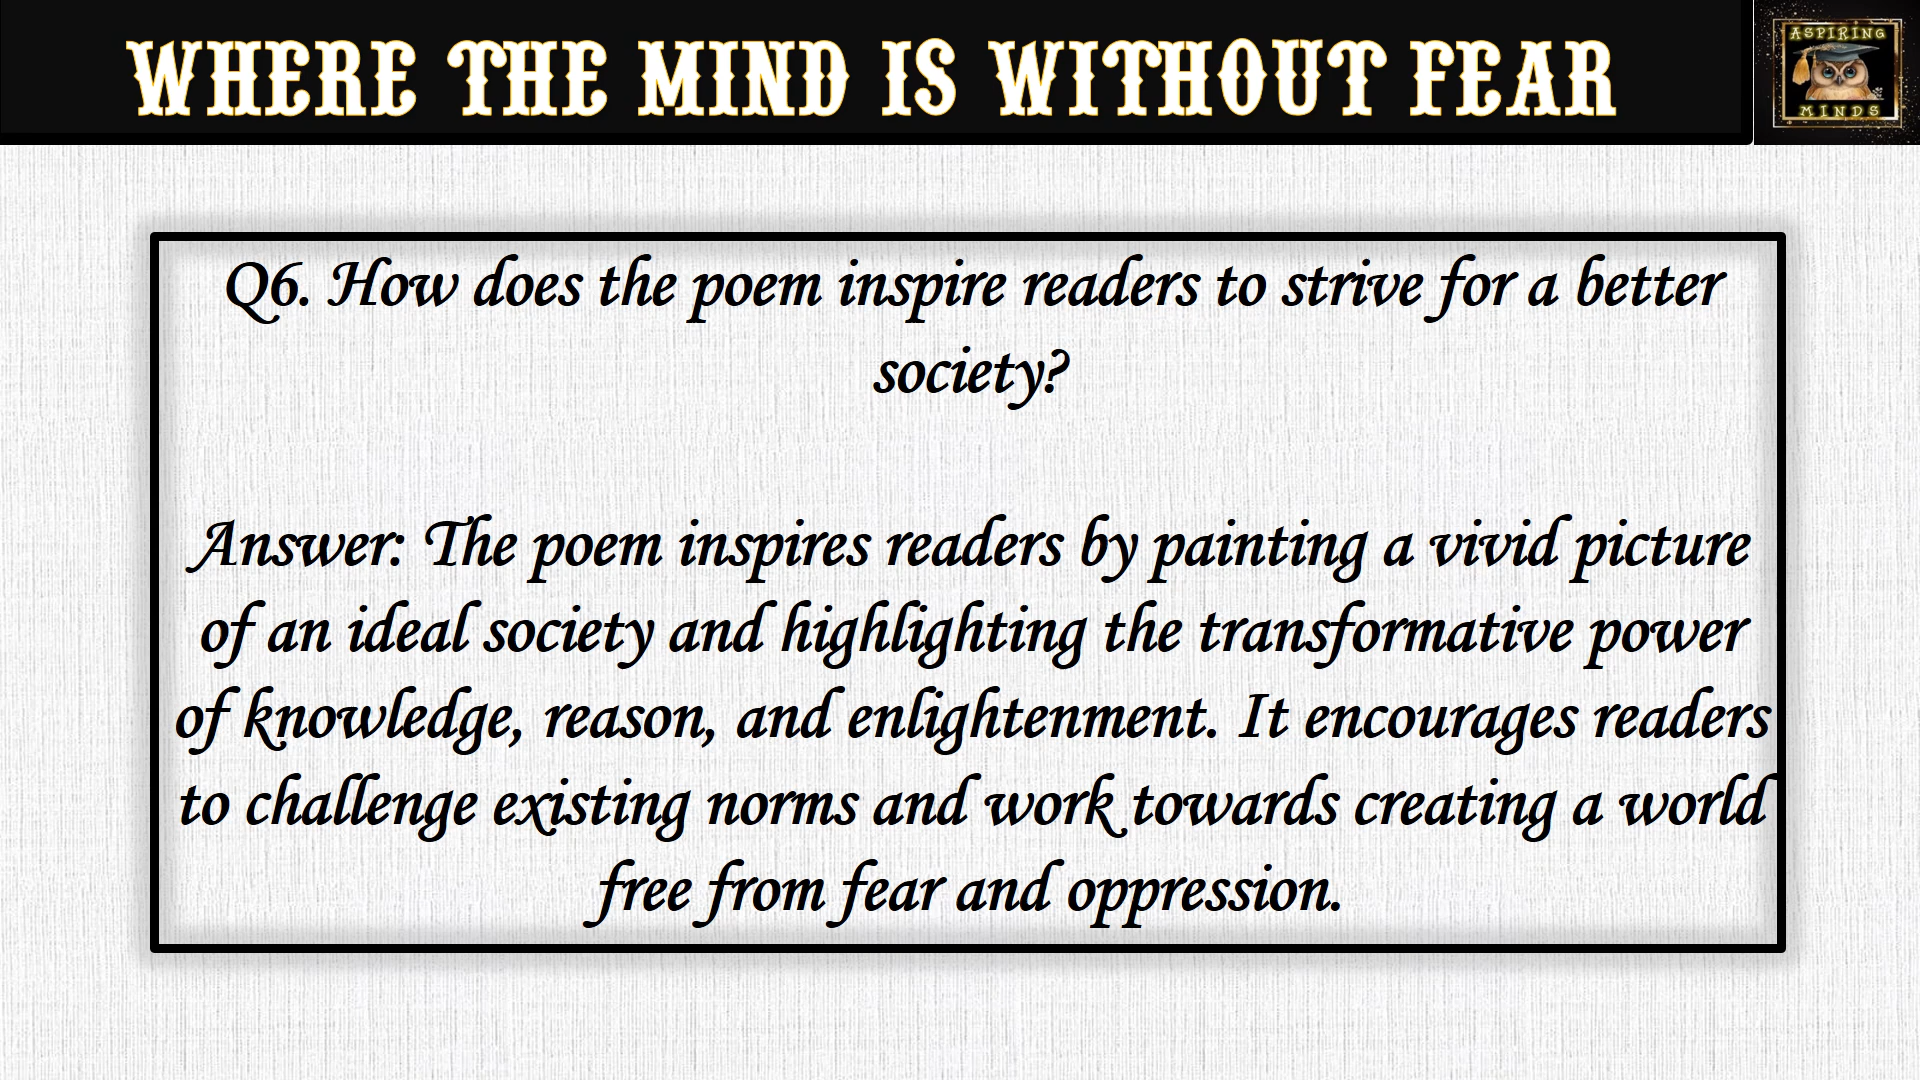 WHERE THE MIND IS WITHOUT FEAR
ASPIRING
MINDS
Q6. How does the poem inspire readers to strive for a better
society?
Answer: The poem inspires readers by painting a vivid picture
of an ideal society and highlighting the transformative power
of knowledge, reason, and enlightenment. It encourages readers
to challenge existing norms and work towards creating a world
free from fear and oppression.